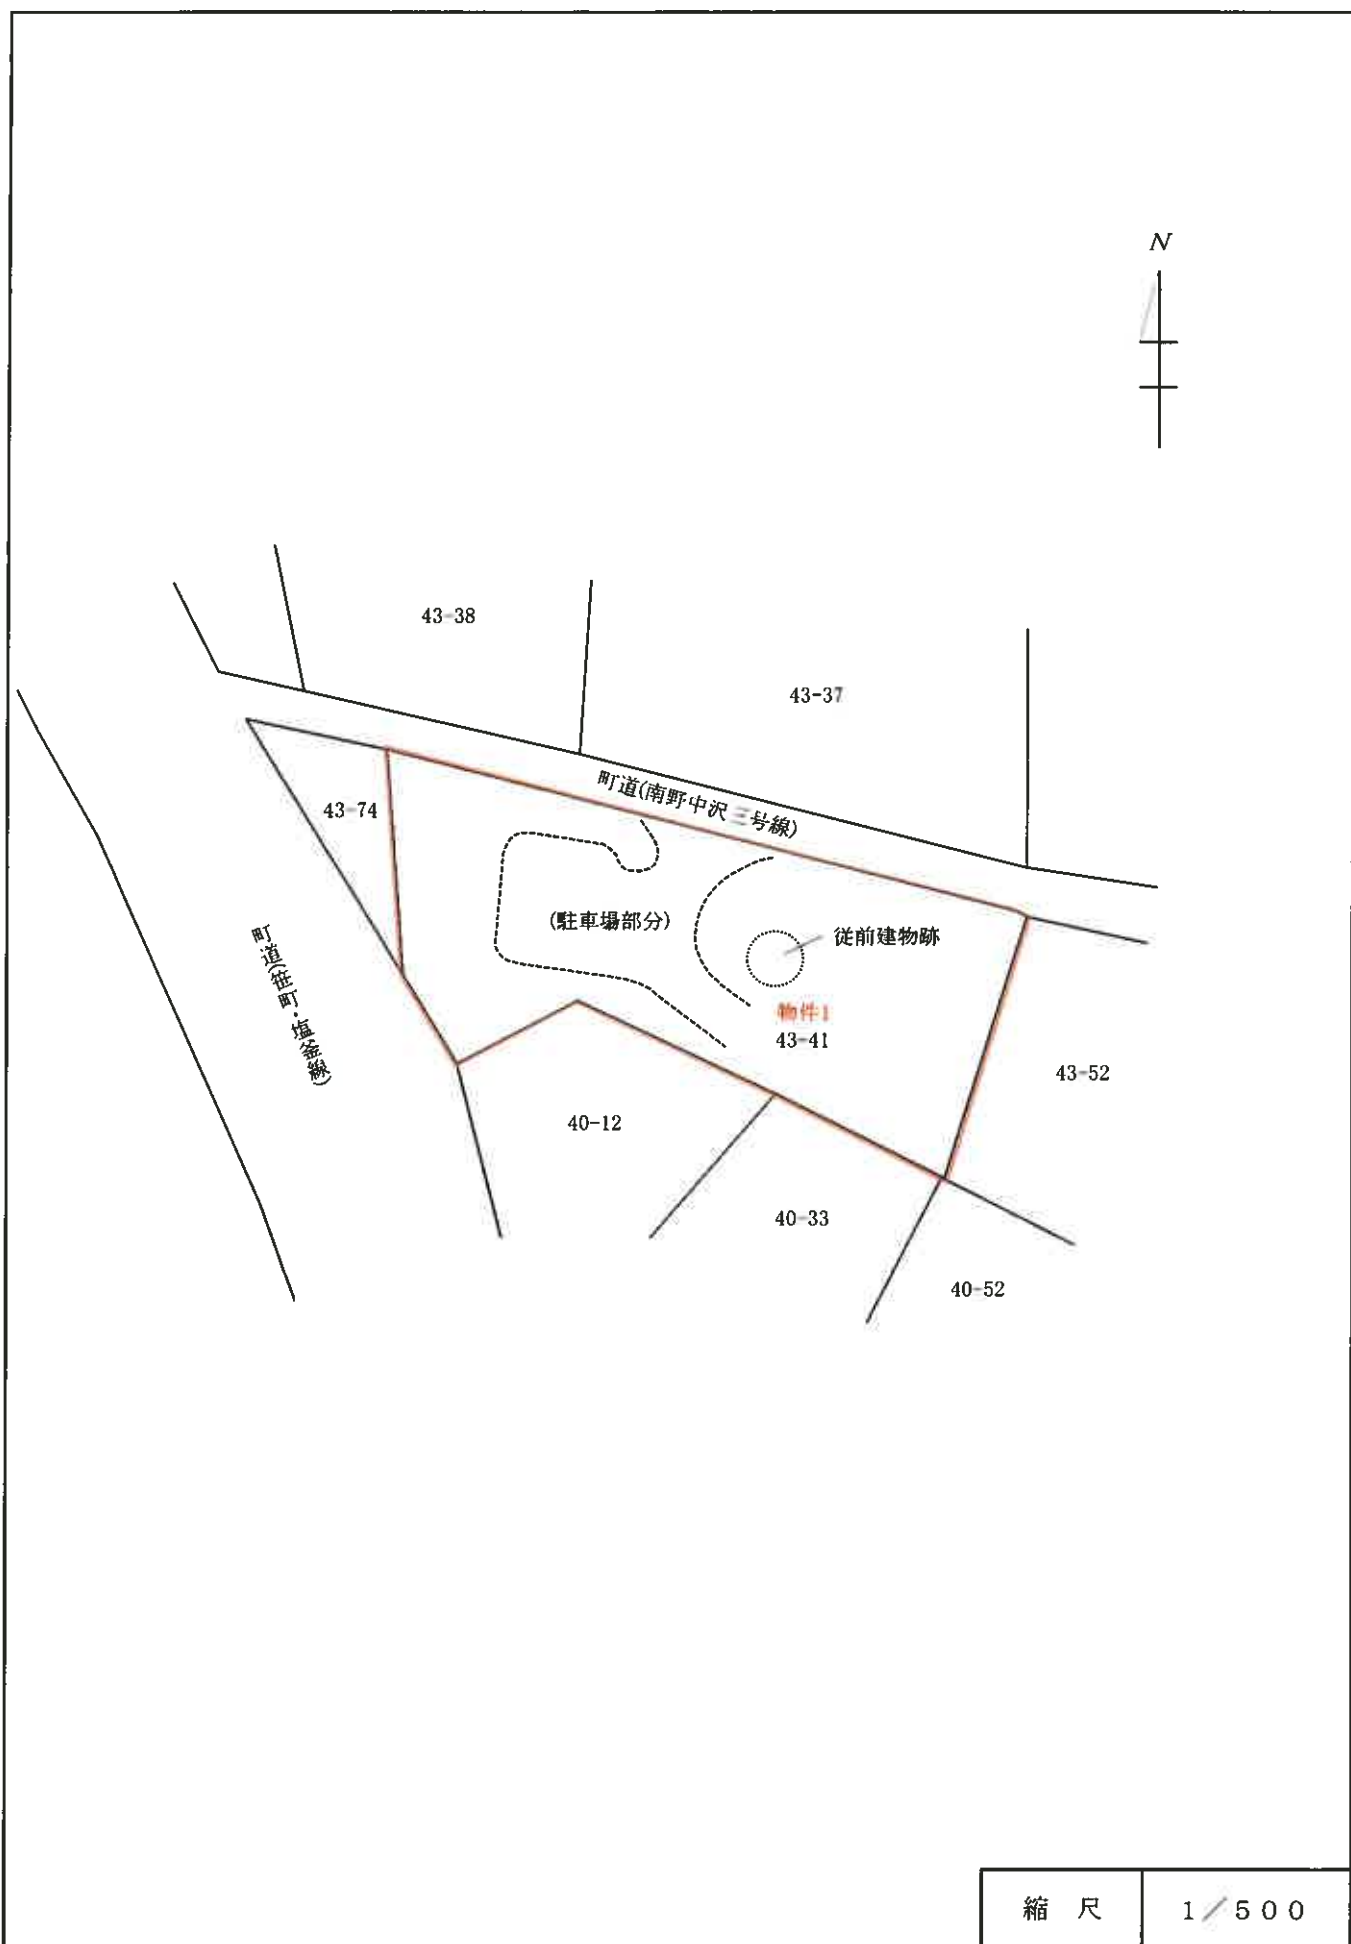 N
43-38
43-37
町道(南野中沢三号線)
43-74
(駐車場部分)
従前建物跡
町道(笹町・塩釜線)
物件1
43-41
43-52
40-12
40-33
40-52
縮 尺
1/500